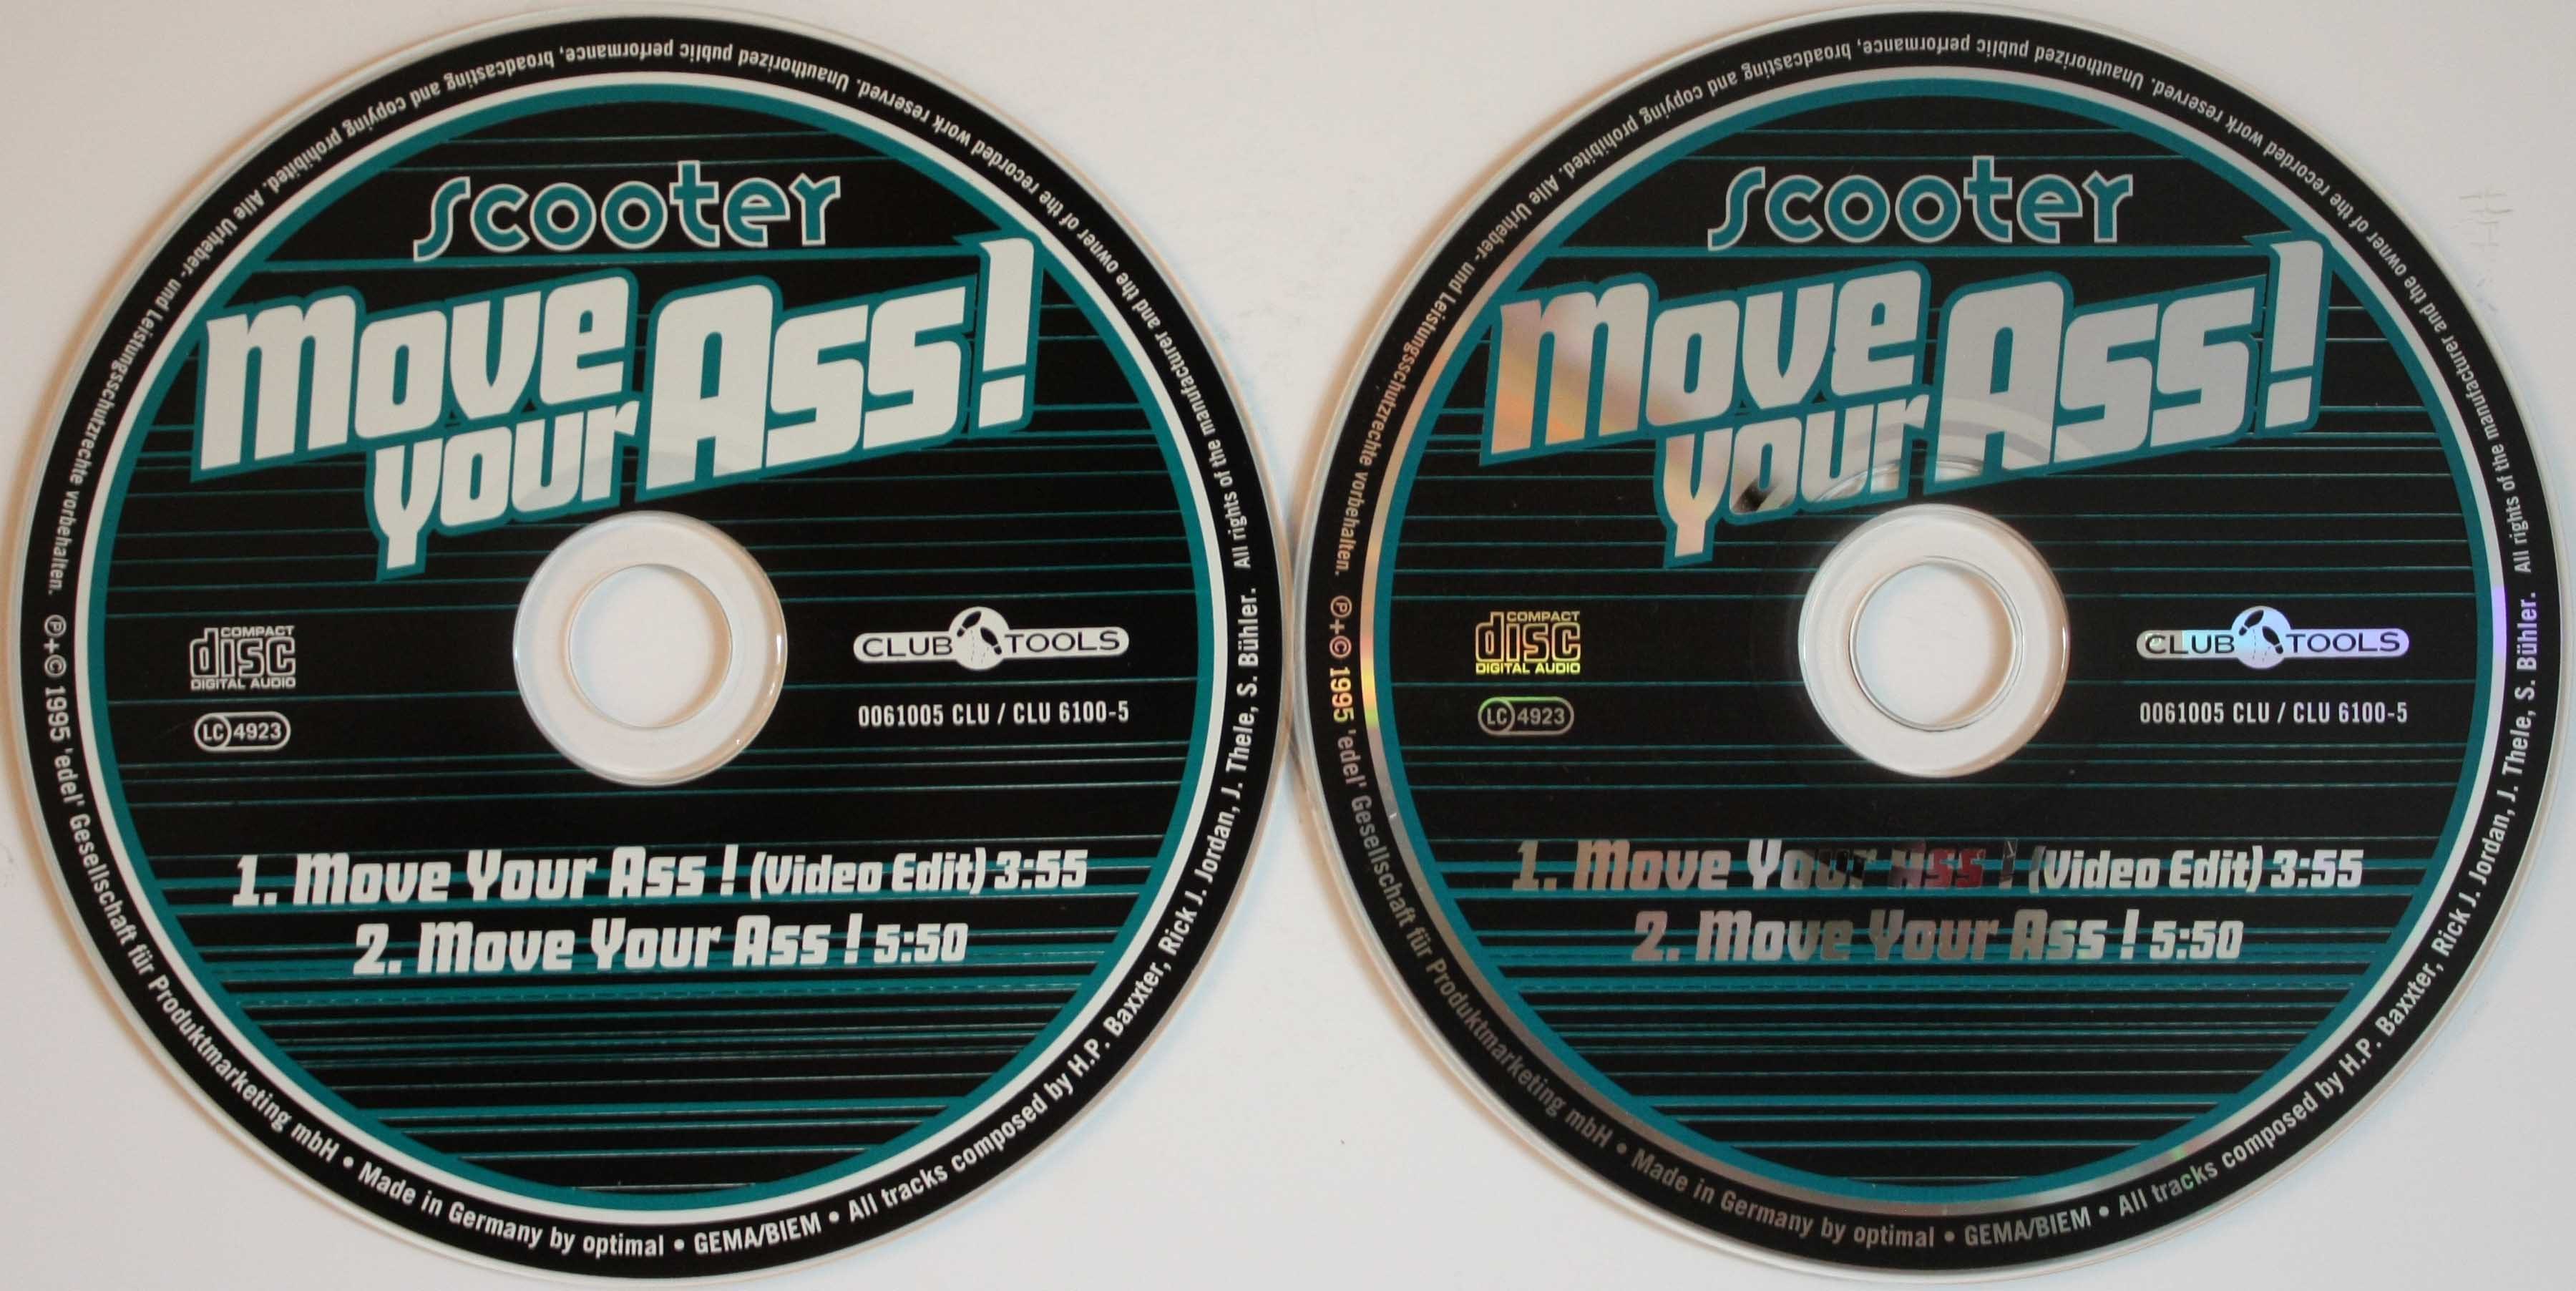 scooter
Move
your Ass!
COMPACT
disc
DIGITAL AUDIO
LC 4923
CLUB TOOLS
0061005 CLU / CLU 6100-5
1. Move Your Ass ! (Video Edit) 3:55
2. Move Your Ass ! 5:50
℗+© 1995 'edel' Gesellschaft für Produktmarketing mbH • Made in Germany by optimal • GEMA/BIEM • All tracks composed by H.P. Baxxter, Rick J. Jordan, J. Thele, S. Bühler. All rights of the manufacturer and the owner of the recorded work reserved. Unauthorized public performance, broadcasting and copying prohibited. Alle Urheber- und Leistungsschutzrechte vorbehalten.
scooter
Move
your Ass!
COMPACT
disc
DIGITAL AUDIO
LC 4923
CLUB TOOLS
0061005 CLU / CLU 6100-5
1. Move Your Ass ! (Video Edit) 3:55
2. Move Your Ass ! 5:50
℗+© 1995 'edel' Gesellschaft für Produktmarketing mbH • Made in Germany by optimal • GEMA/BIEM • All tracks composed by H.P. Baxxter, Rick J. Jordan, J. Thele, S. Bühler. All rights of the manufacturer and the owner of the recorded work reserved. Unauthorized public performance, broadcasting and copying prohibited. Alle Urheber- und Leistungsschutzrechte vorbehalten.